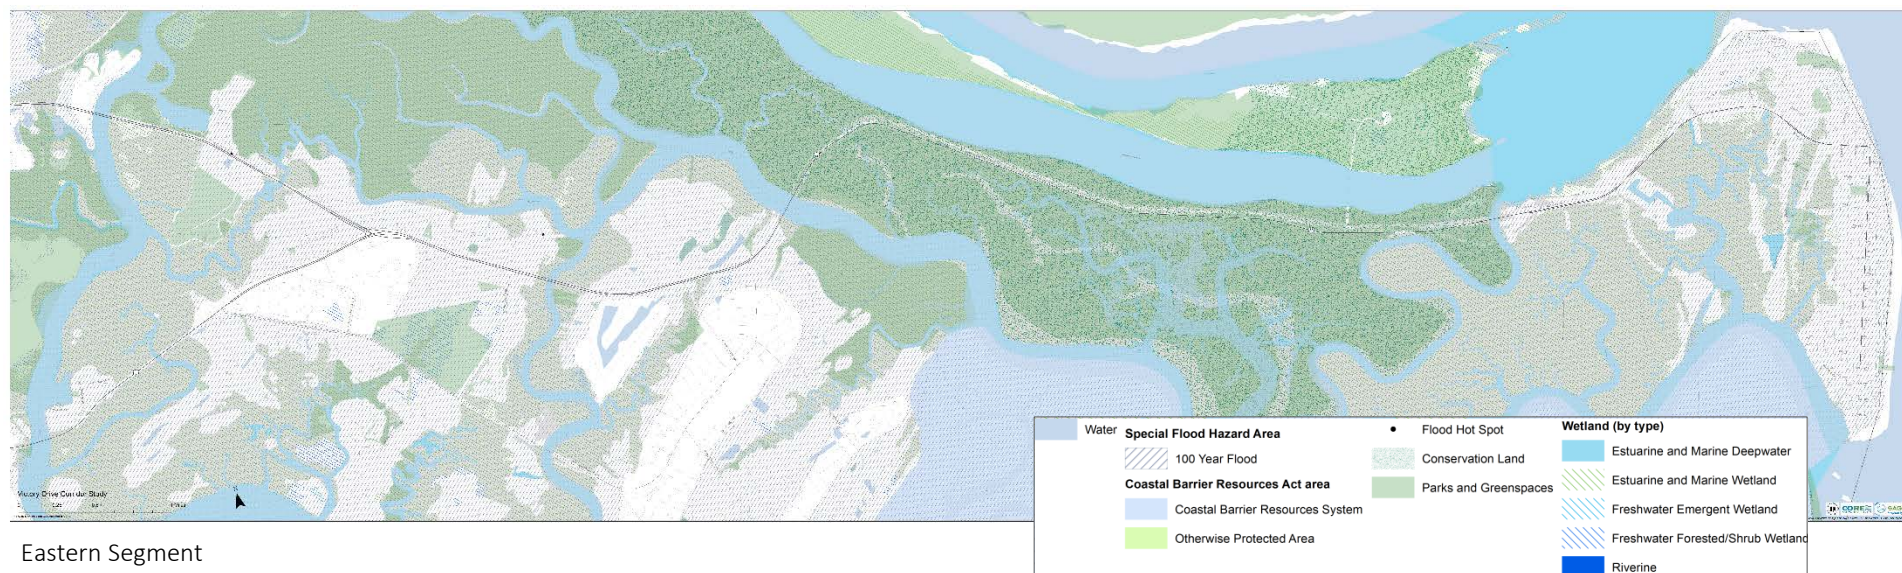 Victory Drive Corridor Study
N
Water
Special Flood Hazard Area
100 Year Flood
Coastal Barrier Resources Act area
Coastal Barrier Resources System
Otherwise Protected Area
Flood Hot Spot
Conservation Land
Parks and Greenspaces
Wetland (by type)
Estuarine and Marine Deepwater
Estuarine and Marine Wetland
Freshwater Emergent Wetland
Freshwater Forested/Shrub Wetland
Riverine
CORE
Eastern Segment